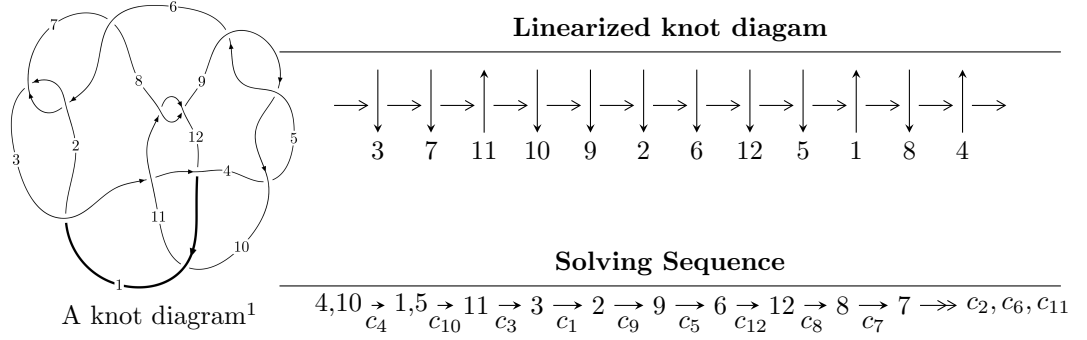 6
7
8
9
12
5
2
3
4
11
10
1
A knot diagram¹
Linearized knot diagam
3 7 11 10 9 2 6 12 5 1 8 4
Solving Sequence
4,10 → 1,5 → 11 → 3 → 2 → 9 → 6 → 12 → 8 → 7 ↠ c₂, c₆, c₁₁
c₄ c₁₀ c₃ c₁ c₉ c₅ c₁₂ c₈ c₇